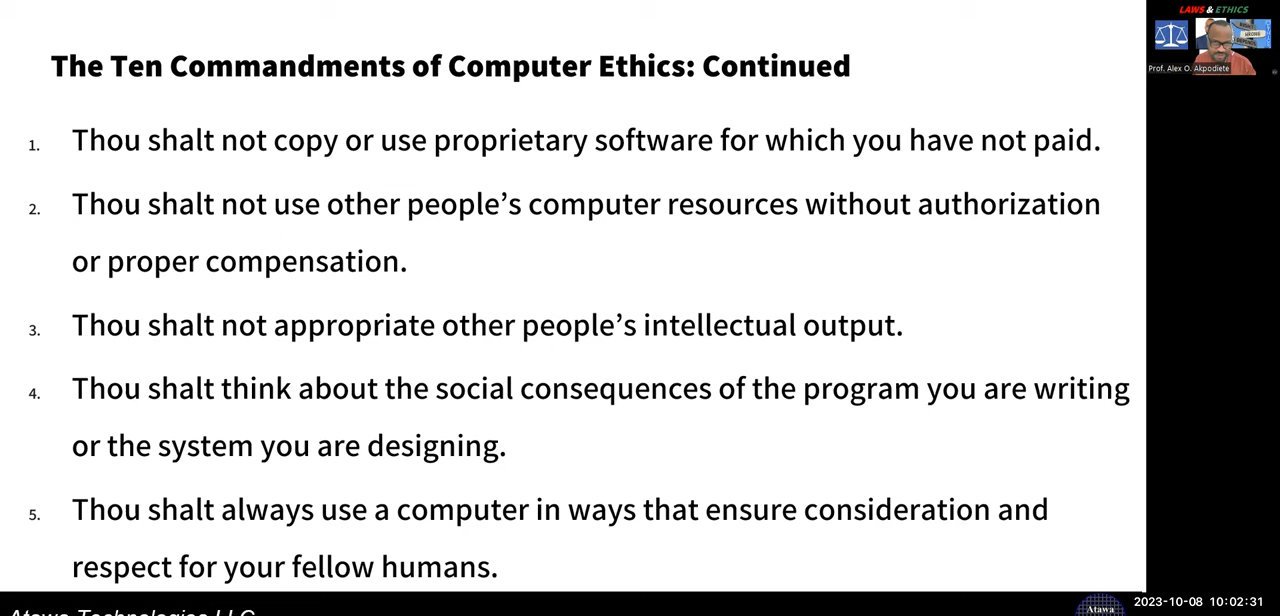 The Ten Commandments of Computer Ethics: Continued
1. Thou shalt not copy or use proprietary software for which you have not paid.
2. Thou shalt not use other people’s computer resources without authorization
or proper compensation.
3. Thou shalt not appropriate other people’s intellectual output.
4. Thou shalt think about the social consequences of the program you are writing
or the system you are designing.
5. Thou shalt always use a computer in ways that ensure consideration and
respect for your fellow humans.
LAWS & ETHICS
Prof. Alex O. Akpodiete
Atawa Technologies LLC
Atawa
2023-10-08 10:02:31